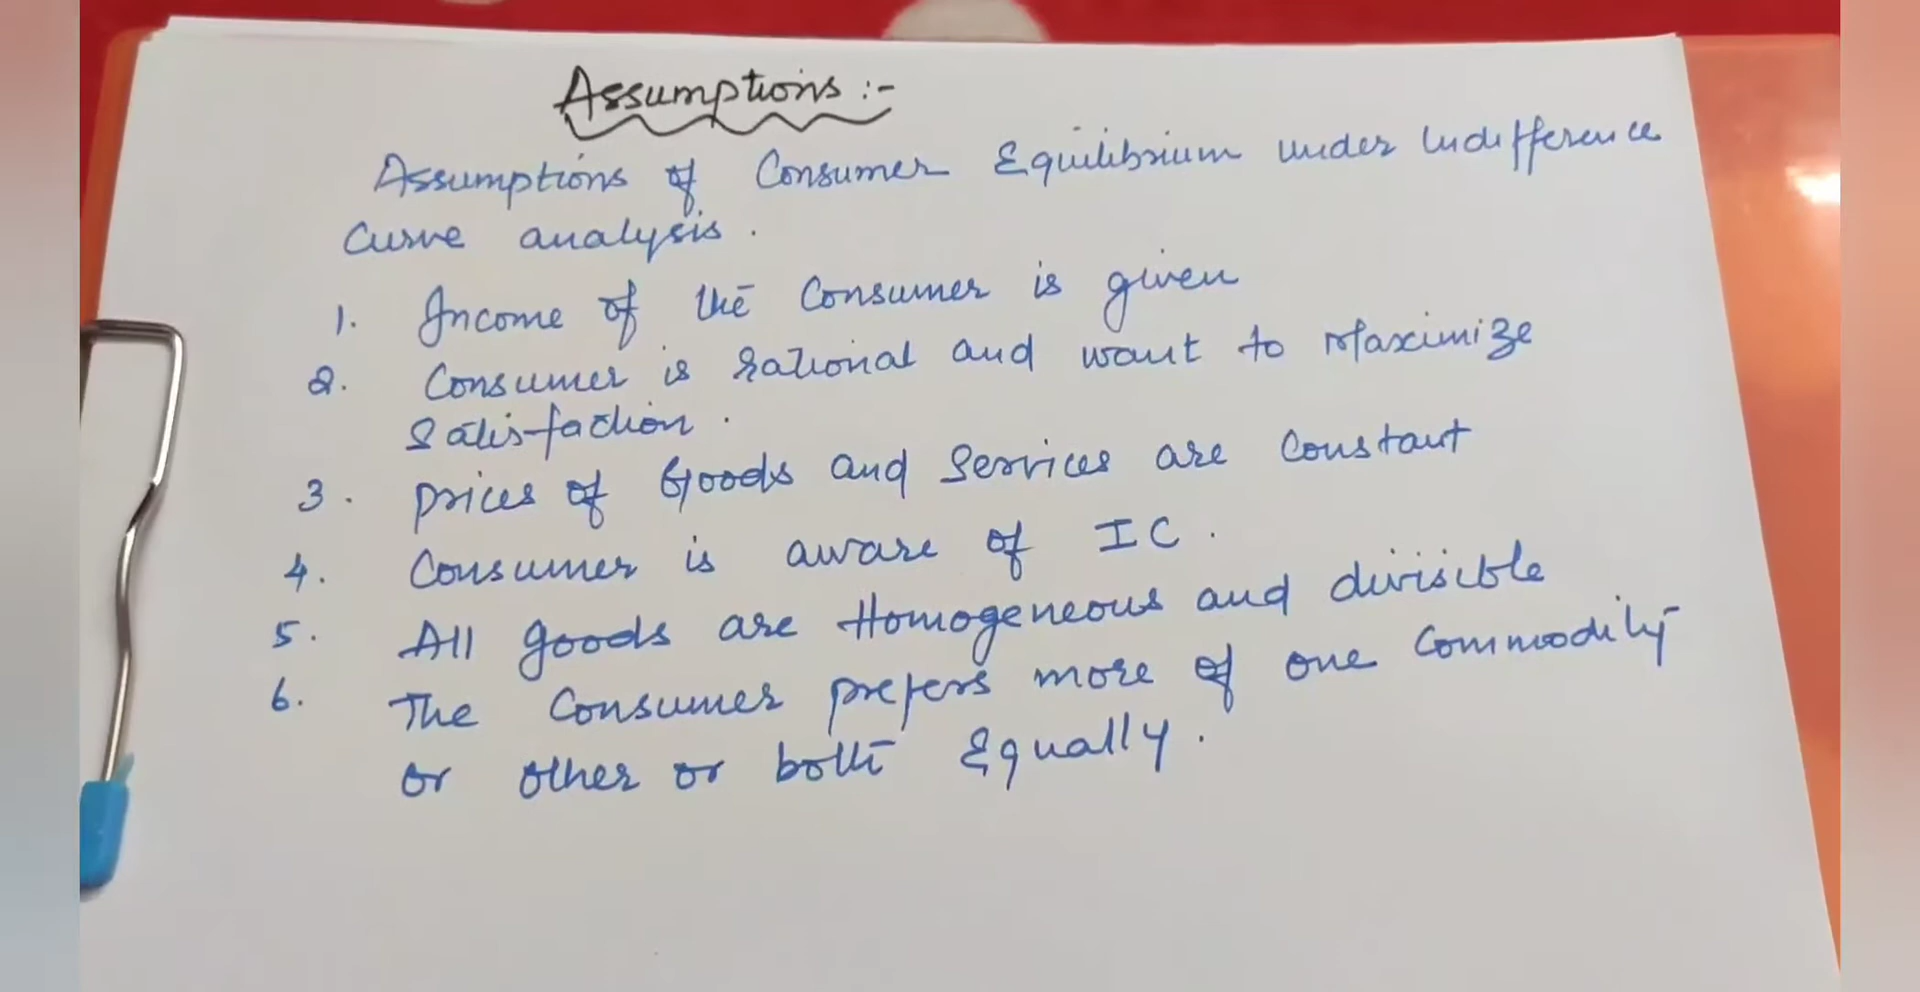 Assumptions :-
Assumptions of Consumer Equilibrium under Indifference
Curve analysis.
1. Income of the Consumer is given
2. Consumer is rational and want to Maximize
Satisfaction.
3. Prices of Goods and Services are Constant
4. Consumer is aware of IC.
5. All goods are Homogeneous and divisible
6. The Consumer prefers more of one Commodity
or other or both Equally.